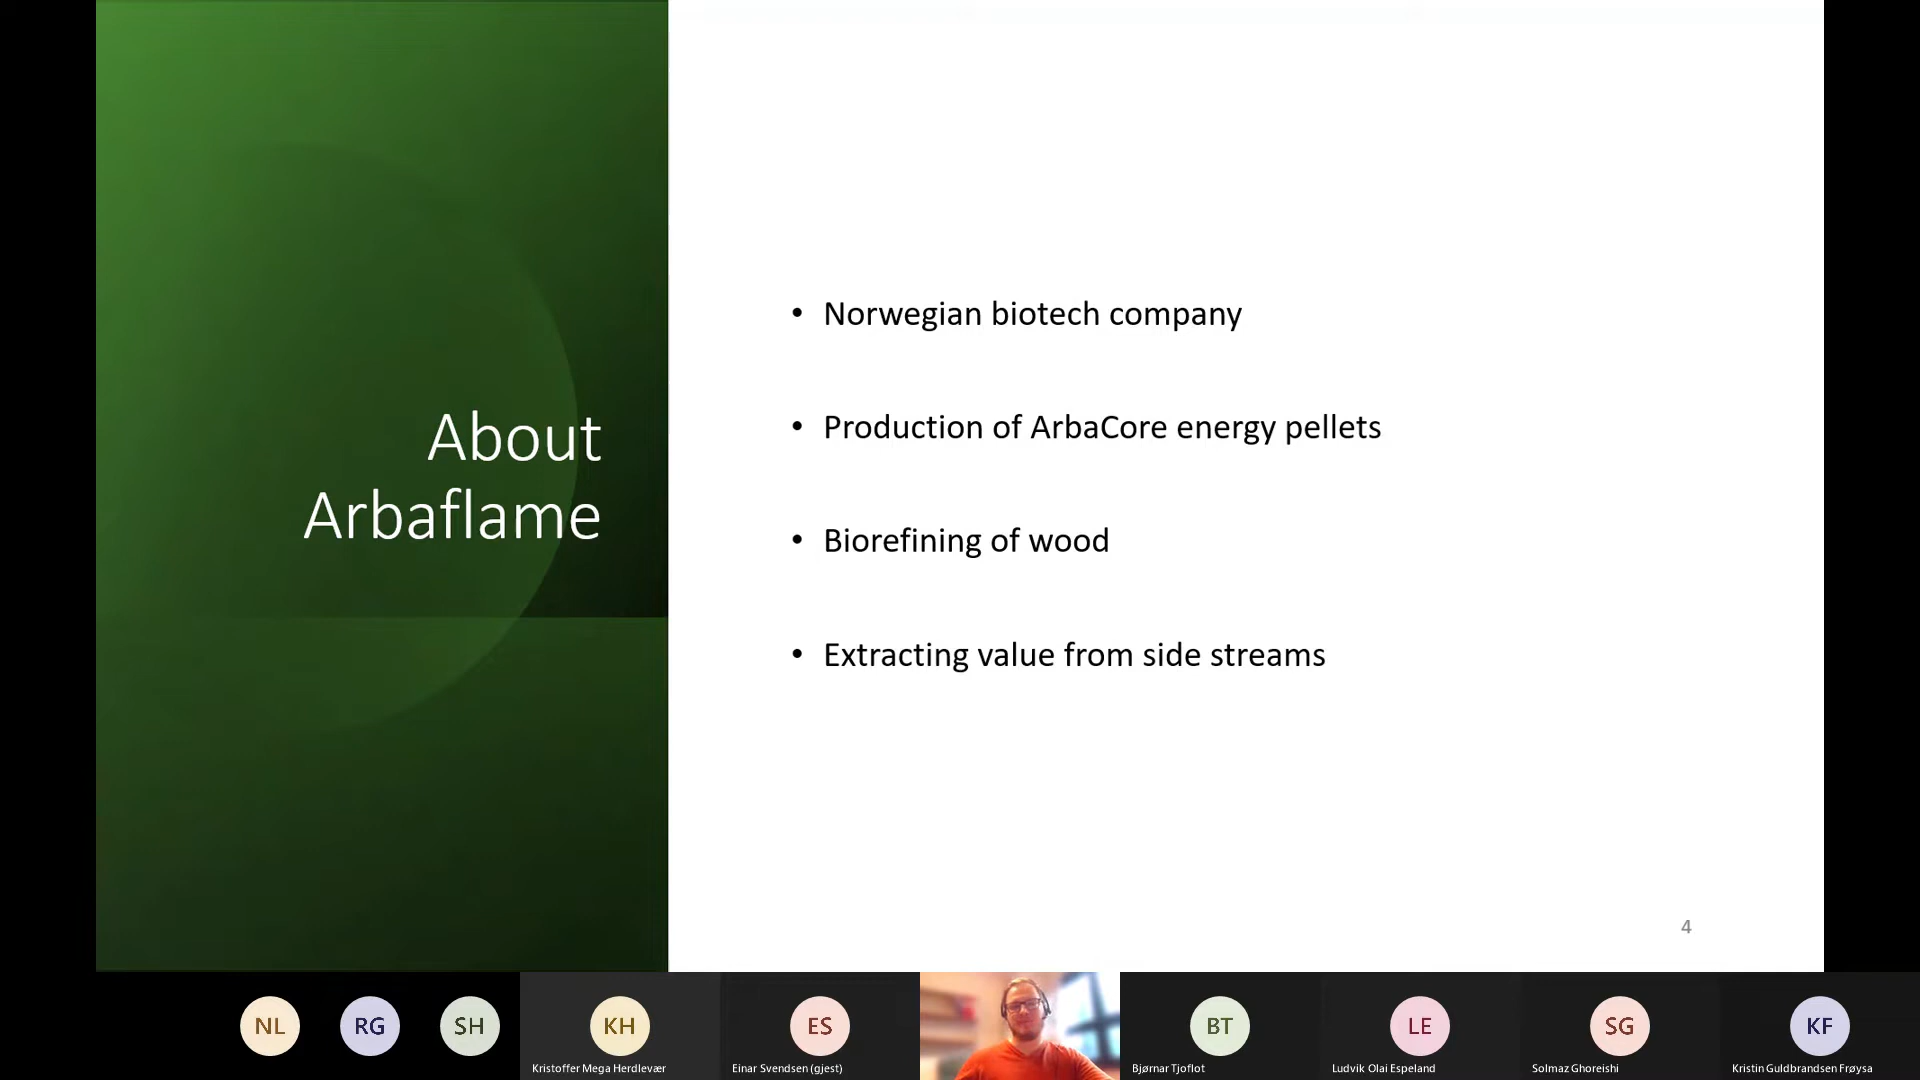 About
Arbaflame
• Norwegian biotech company
• Production of ArbaCore energy pellets
• Biorefining of wood
• Extracting value from side streams
4
NL
RG
SH
KH
ES
BT
LE
SG
KF
Kristoffer Mega Herdlevær
Einar Svendsen (gjest)
Bjørnar Tjoflot
Ludvik Olai Espeland
Solmaz Ghoreishi
Kristin Guldbrandsen Frøysa